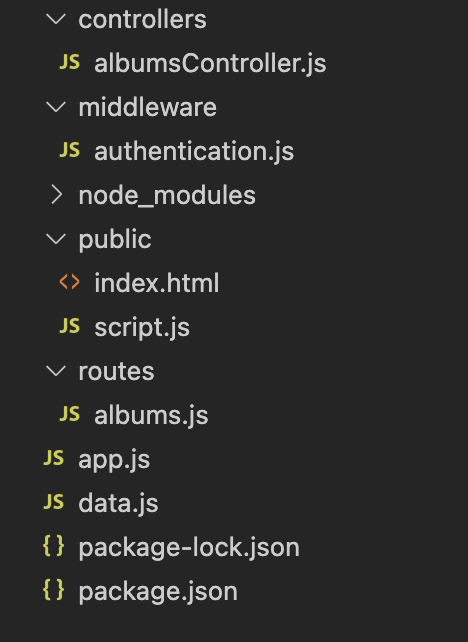 controllers
JS albumsController.js
middleware
JS authentication.js
node_modules
public
<> index.html
JS script.js
routes
JS albums.js
JS app.js
JS data.js
{} package-lock.json
{} package.json